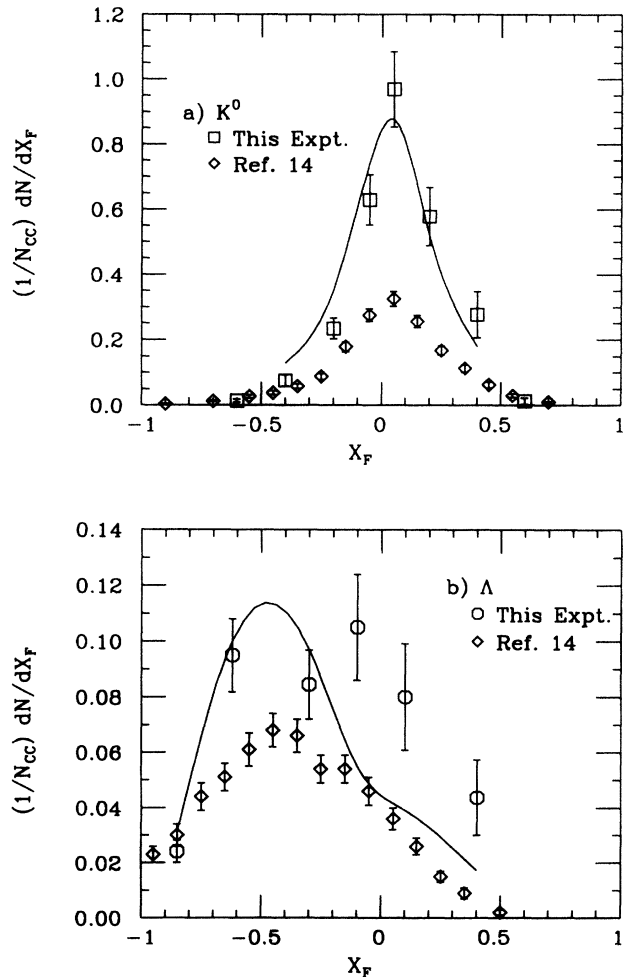 1.2
1.0
0.8
0.6
0.4
0.2
0.0
(1/N_CC) dN/dX_F
a) K⁰
This Expt.
Ref. 14
-1 -0.5 0 0.5 1
X_F
0.14
0.12
0.10
0.08
0.06
0.04
0.02
0.00
(1/N_CC) dN/dX_F
b) Λ
This Expt.
Ref. 14
-1 -0.5 0 0.5 1
X_F